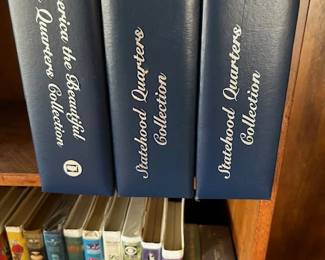 America the Beautiful
Quarters Collection
Statehood Quarters
Collection
Statehood Quarters
Collection